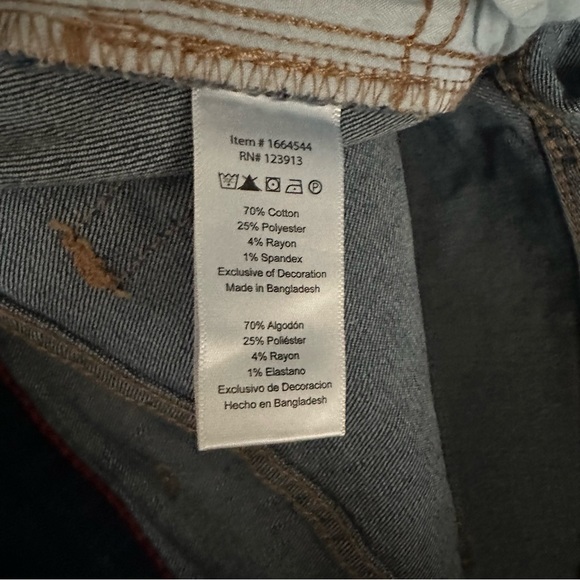 Item # 1664544
RN# 123913
P
70% Cotton
25% Polyester
4% Rayon
1% Spandex
Exclusive of Decoration
Made in Bangladesh
70% Algodón
25% Poliéster
4% Rayon
1% Elastano
Exclusivo de Decoracion
Hecho en Bangladesh